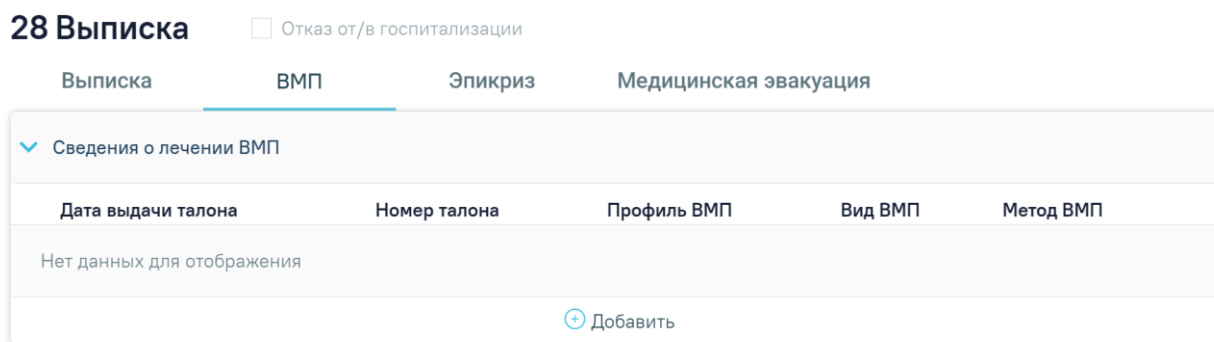 28 Выписка Отказ от/в госпитализации
Выписка ВМП Эпикриз Медицинская эвакуация
Сведения о лечении ВМП
Дата выдачи талона Номер талона Профиль ВМП Вид ВМП Метод ВМП
Нет данных для отображения
Добавить